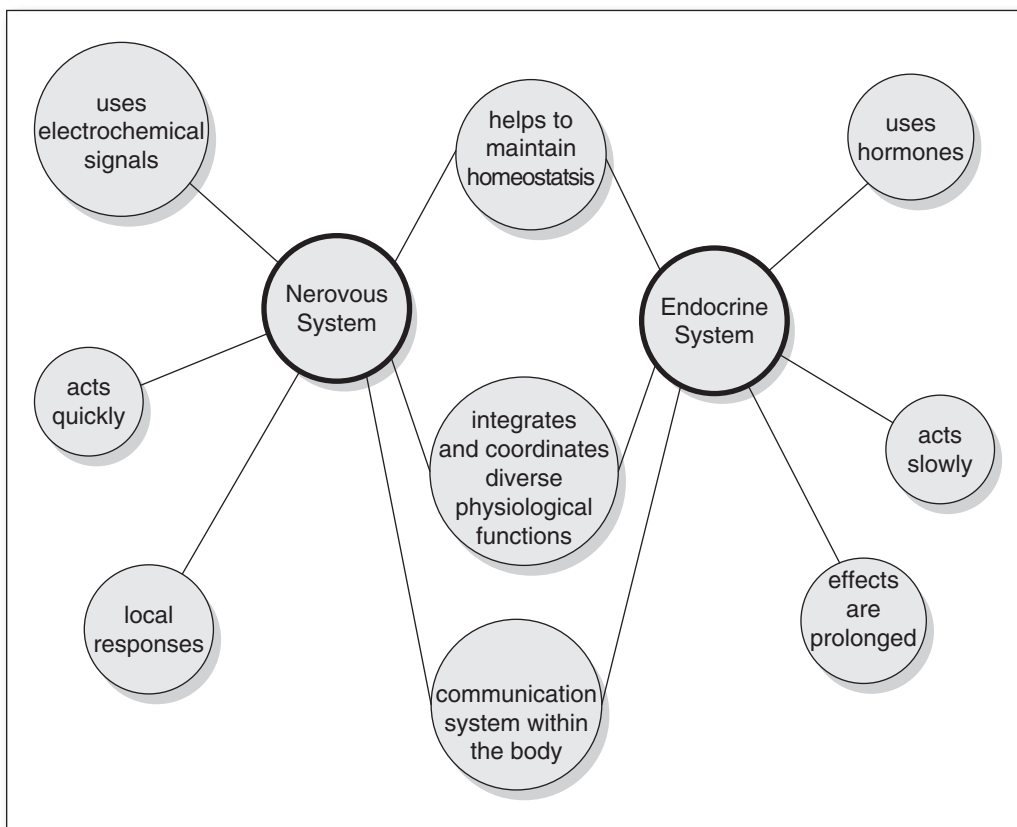 uses
electrochemical
signals
helps to
maintain
homeostatsis
uses
hormones
Nerovous
System
Endocrine
System
acts
quickly
integrates
and coordinates
diverse
physiological
functions
acts
slowly
local
responses
effects
are
prolonged
communication
system within
the body